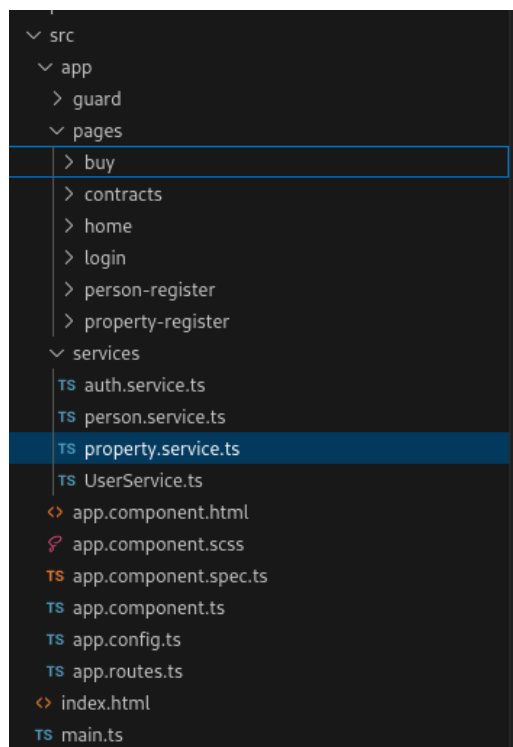 src
app
guard
pages
buy
contracts
home
login
person-register
property-register
services
TS auth.service.ts
TS person.service.ts
TS property.service.ts
TS UserService.ts
<> app.component.html
app.component.scss
TS app.component.spec.ts
TS app.component.ts
TS app.config.ts
TS app.routes.ts
<> index.html
TS main.ts